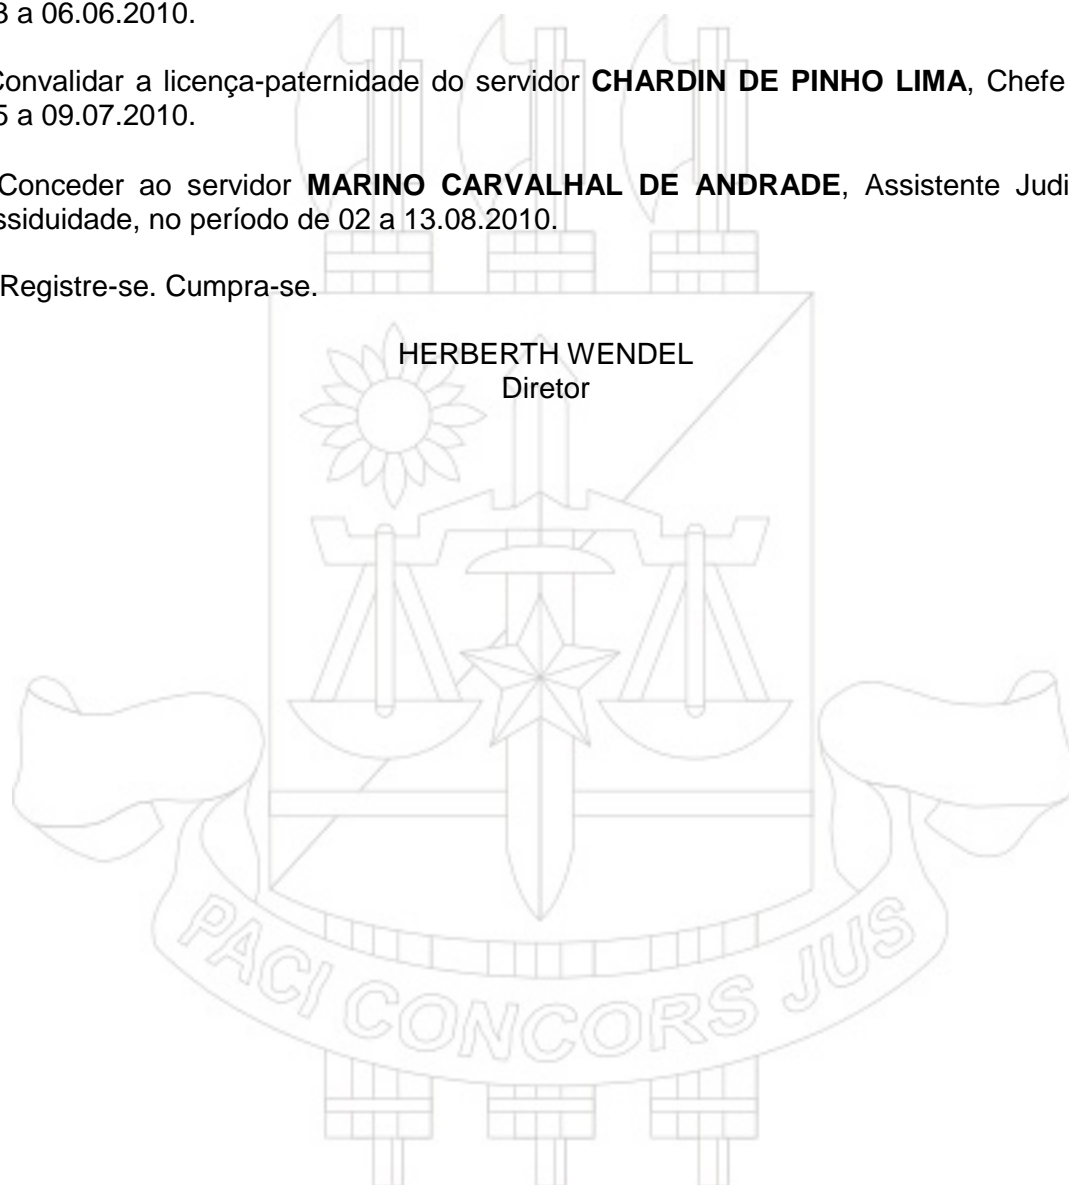 3 a 06.06.2010.
Convalidar a licença-paternidade do servidor CHARDIN DE PINHO LIMA, Chefe
5 a 09.07.2010.
Conceder ao servidor MARINO CARVALHAL DE ANDRADE, Assistente Judi
ssiduidade, no período de 02 a 13.08.2010.
Registre-se. Cumpra-se.
HERBERTH WENDEL
Diretor
PACI CONCORS JUS